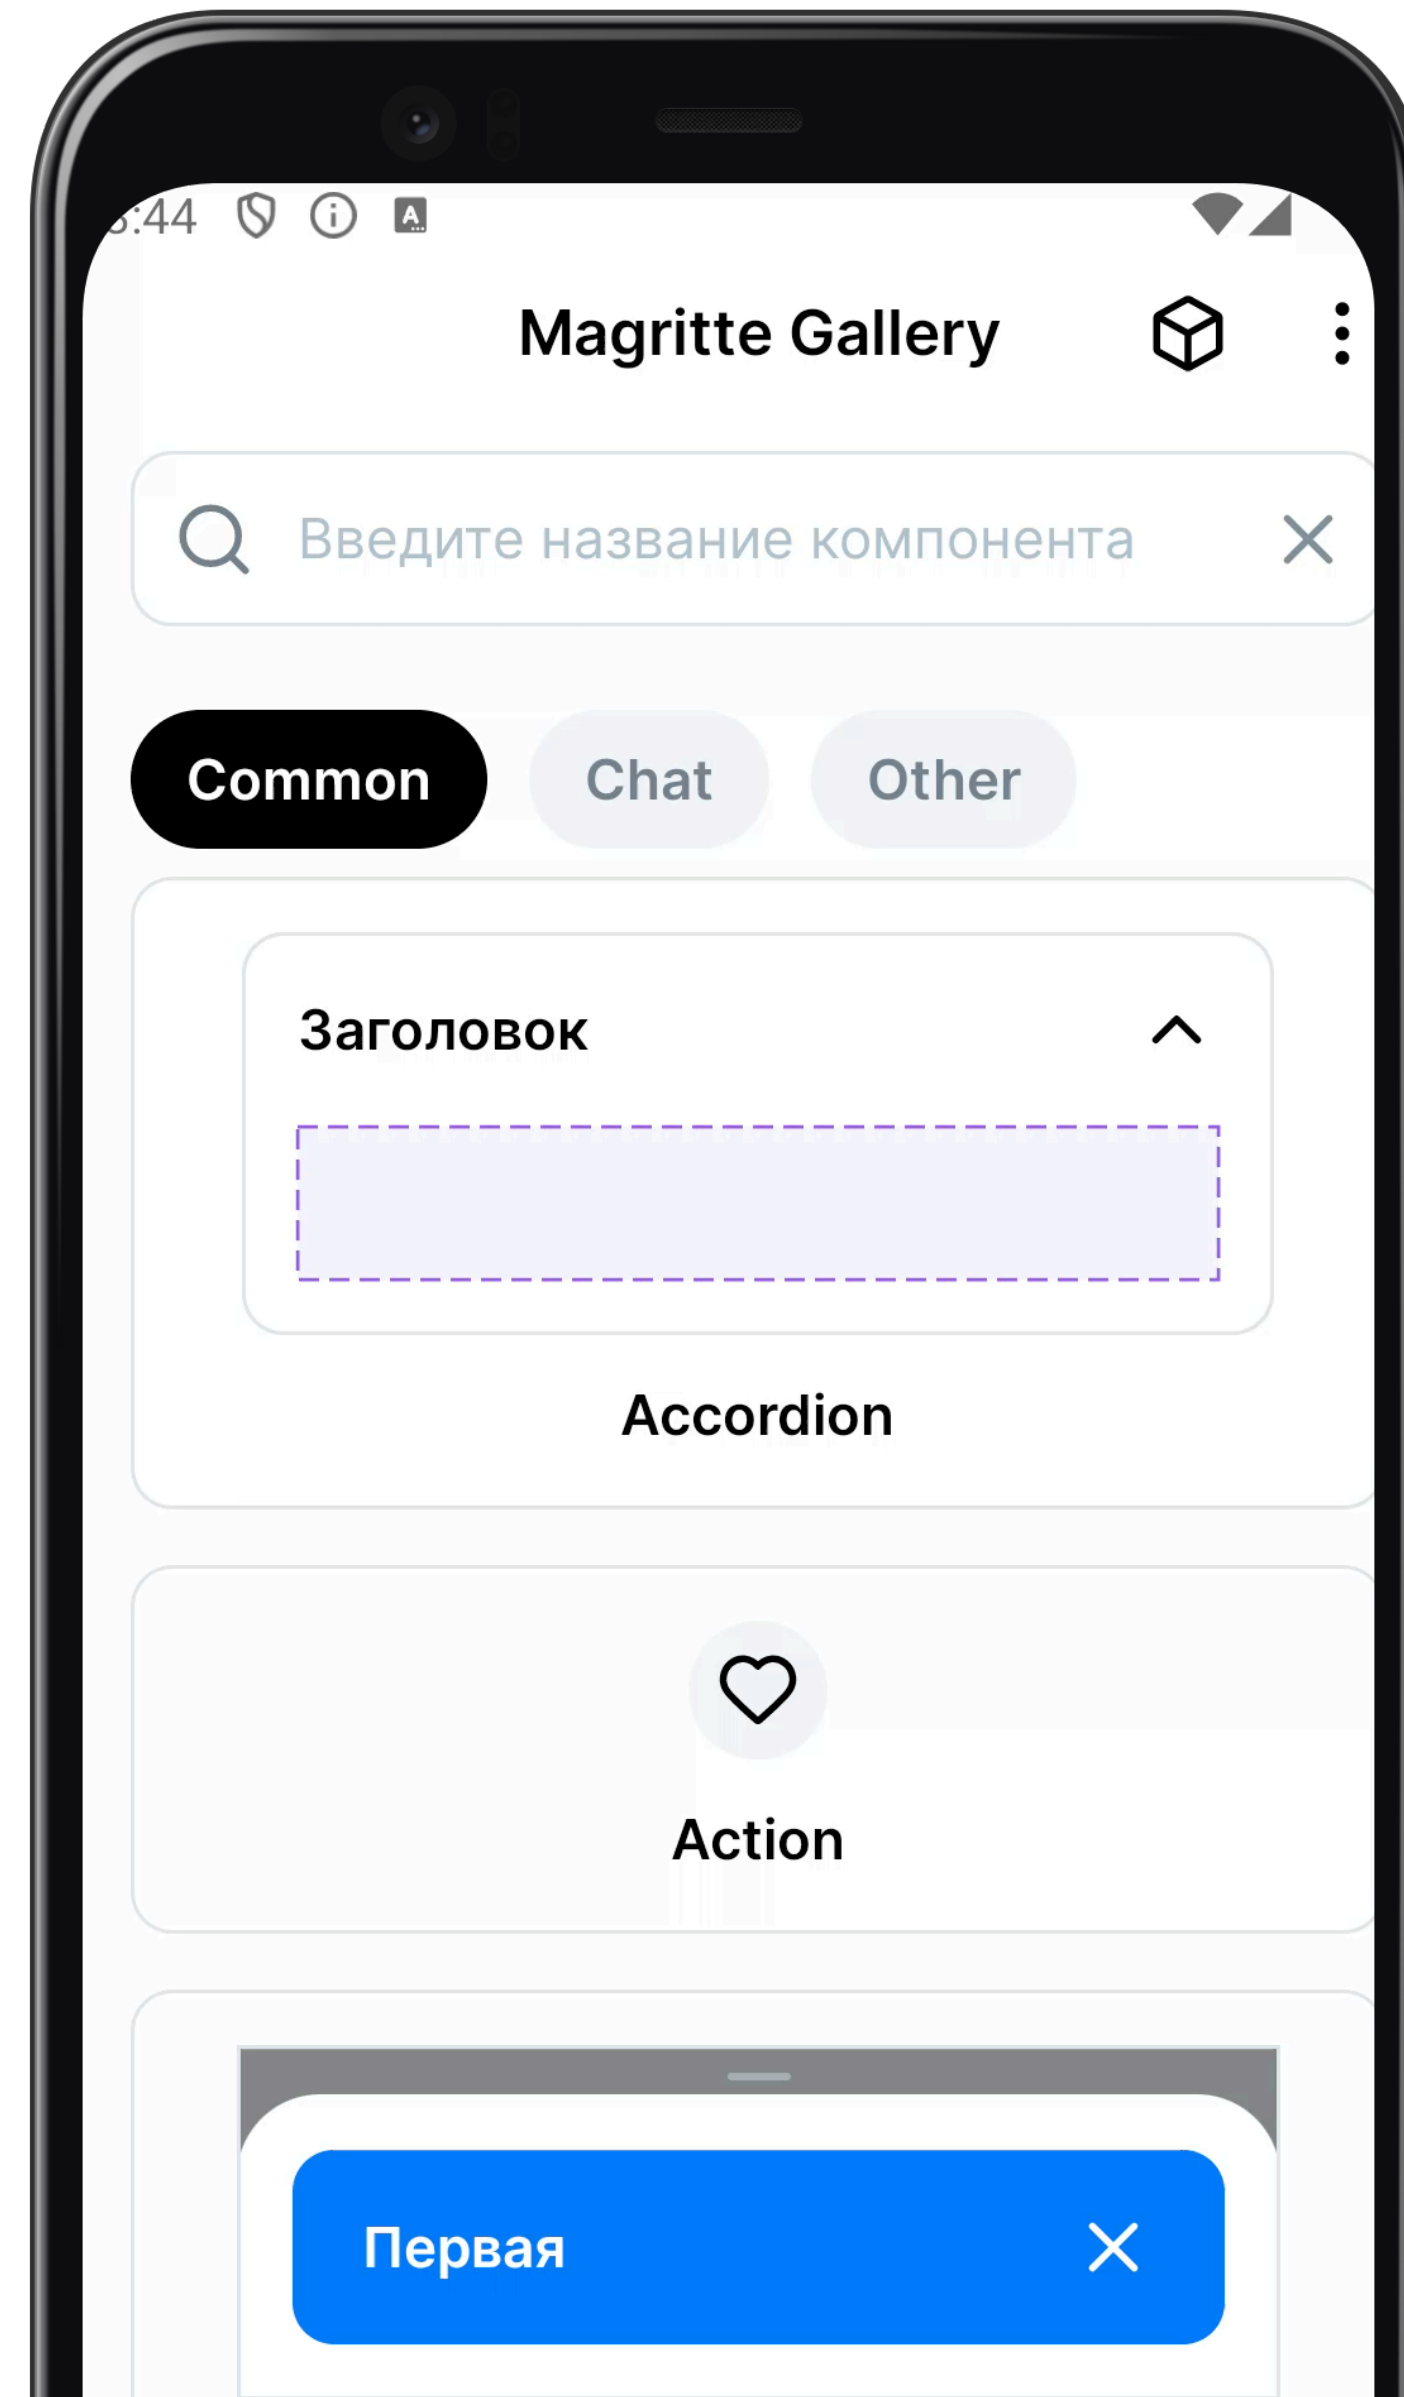 :44
Magritte Gallery
Введите название компонента
Common Chat Other
Заголовок
Accordion
Action
Первая